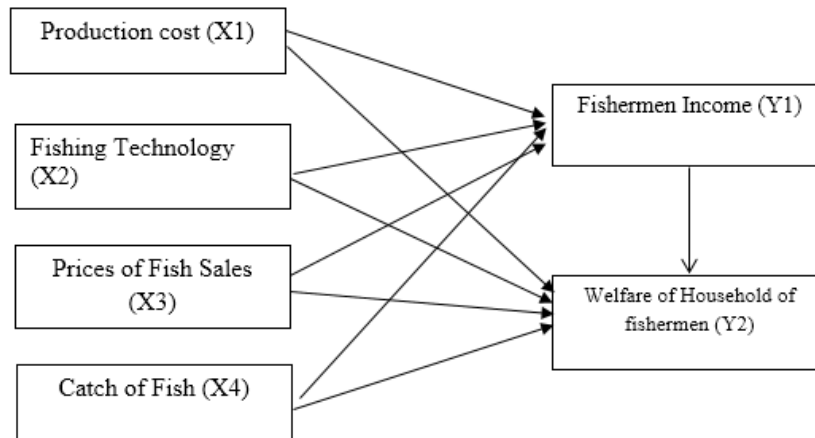 Production cost (X1)
Fishing Technology
(X2)
Prices of Fish Sales
(X3)
Catch of Fish (X4)
Fishermen Income (Y1)
Welfare of Household of
fishermen (Y2)